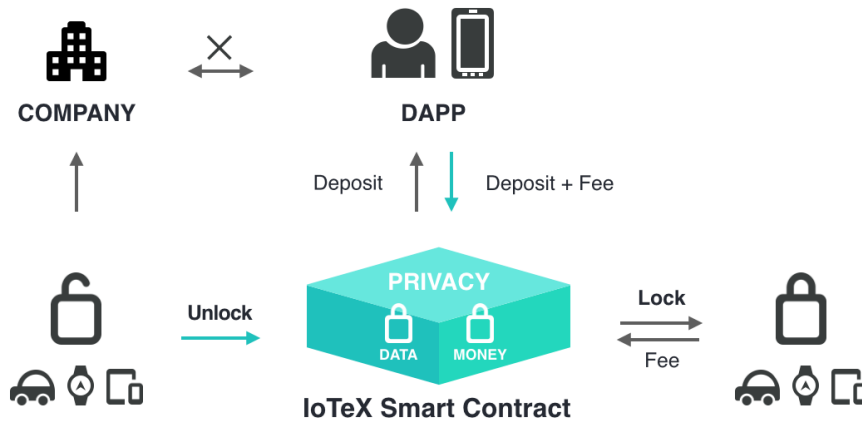 COMPANY
DAPP
Deposit
Deposit + Fee
PRIVACY
Unlock
DATA
MONEY
Lock
Fee
IoTeX Smart Contract